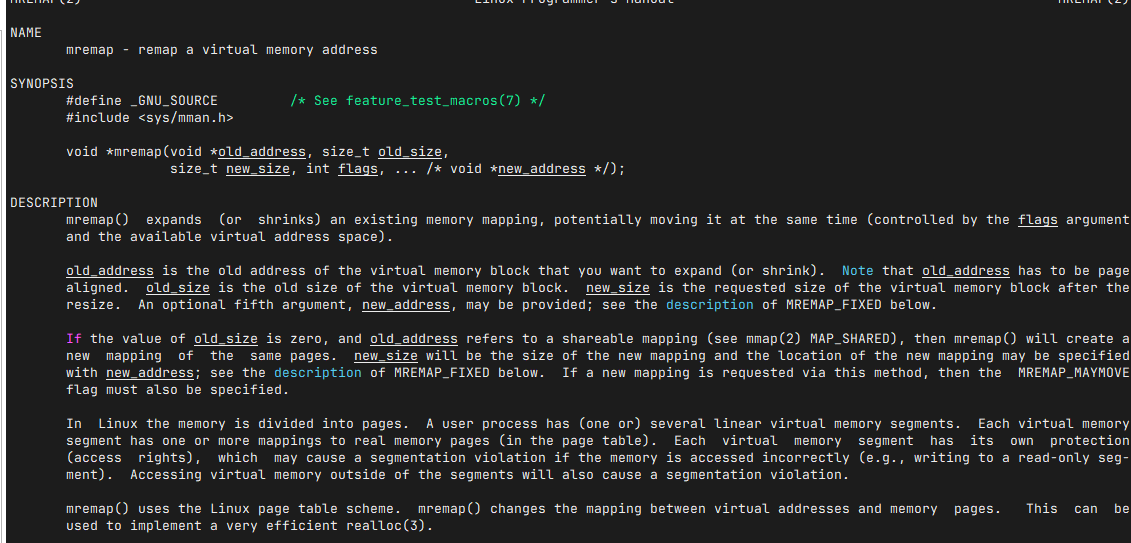 MREMAP(2) Linux Programmer's Manual MREMAP(2)
NAME
mremap - remap a virtual memory address
SYNOPSIS
#define _GNU_SOURCE /* See feature_test_macros(7) */
#include <sys/mman.h>
void *mremap(void *old_address, size_t old_size,
size_t new_size, int flags, ... /* void *new_address */);
DESCRIPTION
mremap() expands (or shrinks) an existing memory mapping, potentially moving it at the same time (controlled by the flags argument
and the available virtual address space).
old_address is the old address of the virtual memory block that you want to expand (or shrink). Note that old_address has to be page
aligned. old_size is the old size of the virtual memory block. new_size is the requested size of the virtual memory block after the
resize. An optional fifth argument, new_address, may be provided; see the description of MREMAP_FIXED below.
If the value of old_size is zero, and old_address refers to a shareable mapping (see mmap(2) MAP_SHARED), then mremap() will create a
new mapping of the same pages. new_size will be the size of the new mapping and the location of the new mapping may be specified
with new_address; see the description of MREMAP_FIXED below. If a new mapping is requested via this method, then the MREMAP_MAYMOVE
flag must also be specified.
In Linux the memory is divided into pages. A user process has (one or) several linear virtual memory segments. Each virtual memory
segment has one or more mappings to real memory pages (in the page table). Each virtual memory segment has its own protection
(access rights), which may cause a segmentation violation if the memory is accessed incorrectly (e.g., writing to a read-only seg-
ment). Accessing virtual memory outside of the segments will also cause a segmentation violation.
mremap() uses the Linux page table scheme. mremap() changes the mapping between virtual addresses and memory pages. This can be
used to implement a very efficient realloc(3).